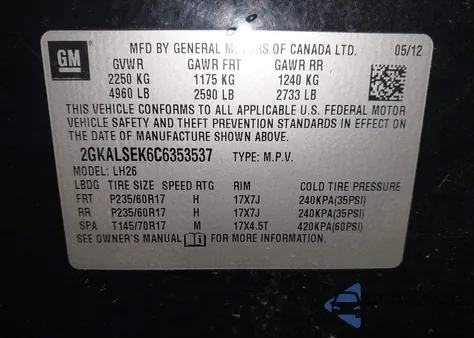 GM
MFD BY GENERAL MOTORS OF CANADA LTD. 05/12
GVWR GAWR FRT GAWR RR
2250 KG 1175 KG 1240 KG
4960 LB 2590 LB 2733 LB
THIS VEHICLE CONFORMS TO ALL APPLICABLE U.S. FEDERAL MOTOR
VEHICLE SAFETY AND THEFT PREVENTION STANDARDS IN EFFECT ON
THE DATE OF MANUFACTURE SHOWN ABOVE.
2GKALSEK6C6353537 TYPE: M.P.V.
MODEL: LH26
LBDG TIRE SIZE SPEED RTG RIM COLD TIRE PRESSURE
FRT P235/60R17 H 17X7J 240KPA(35PSI)
RR P235/60R17 H 17X7J 240KPA(35PSI)
SPA T145/70R17 M 17X4.5T 420KPA(60PSI)
SEE OWNER'S MANUAL FOR MORE INFORMATION.